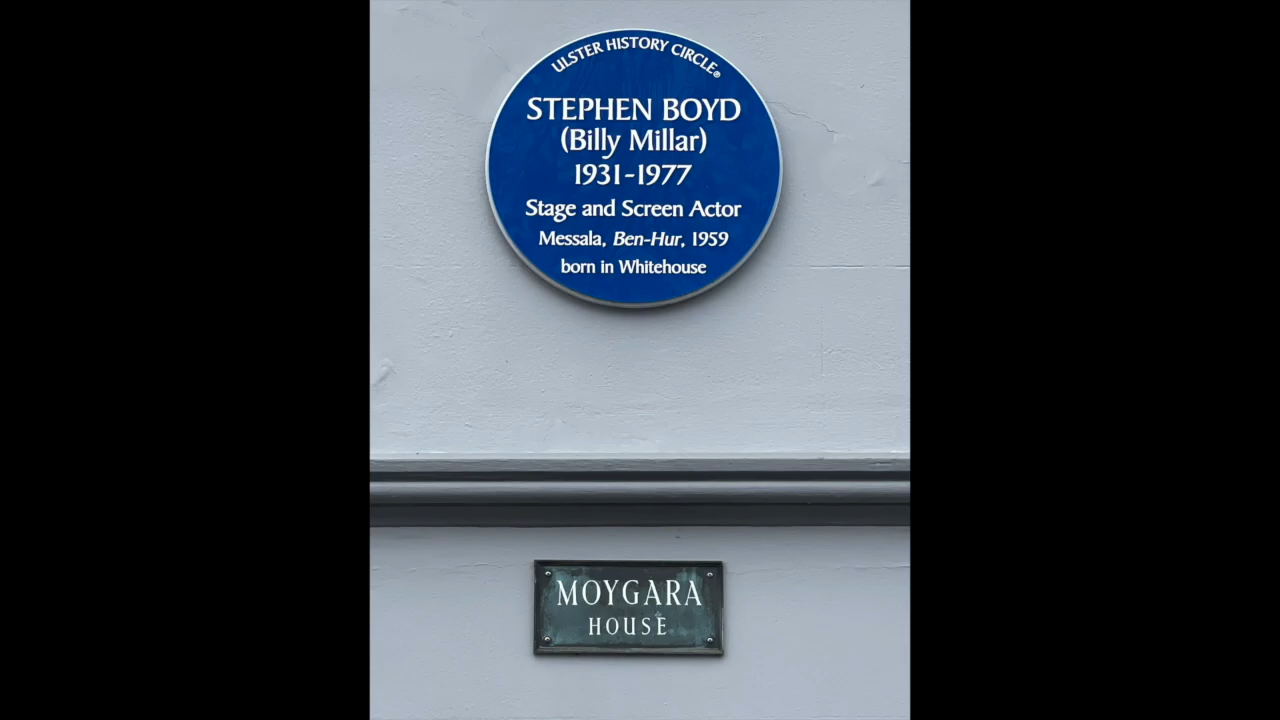 ULSTER HISTORY CIRCLE®
STEPHEN BOYD
(Billy Millar)
1931-1977
Stage and Screen Actor
Messala, Ben-Hur, 1959
born in Whitehouse
MOYGARA
HOUSE